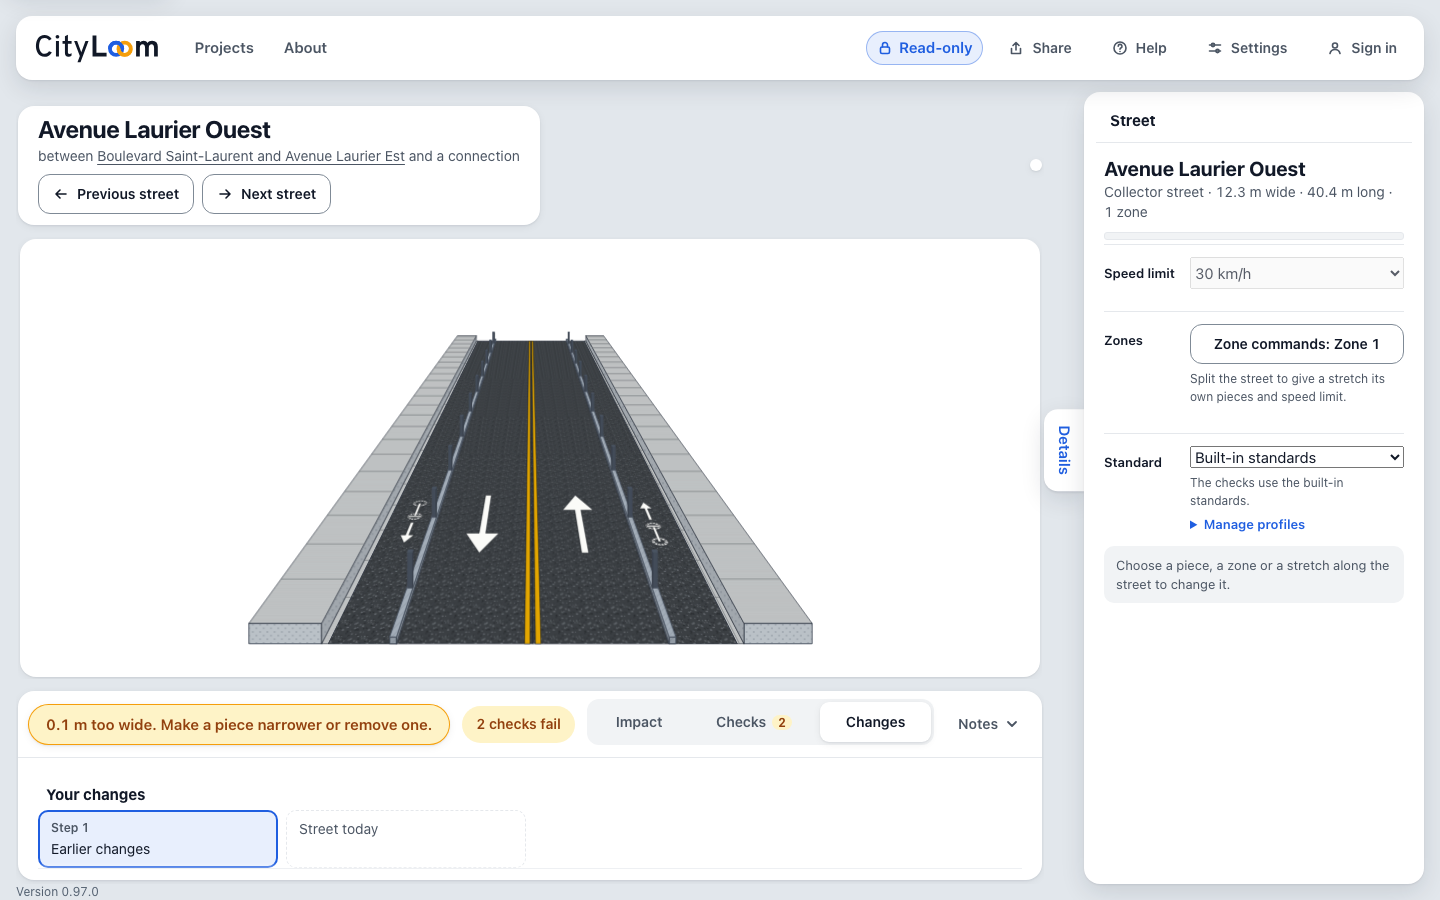 CityLoom
Projects
About
Read-only
Share
Help
Settings
Sign in
Avenue Laurier Ouest
between Boulevard Saint-Laurent and Avenue Laurier Est and a connection
Previous street
Next street
0.1 m too wide. Make a piece narrower or remove one.
2 checks fail
Impact
Checks 2
Changes
Notes
Your changes
Step 1
Earlier changes
Street today
Version 0.97.0
Details
Street
Avenue Laurier Ouest
Collector street · 12.3 m wide · 40.4 m long ·
1 zone
Speed limit
30 km/h
Zones
Zone commands: Zone 1
Split the street to give a stretch its
own pieces and speed limit.
Standard
Built-in standards
The checks use the built-in
standards.
Manage profiles
Choose a piece, a zone or a stretch along the
street to change it.